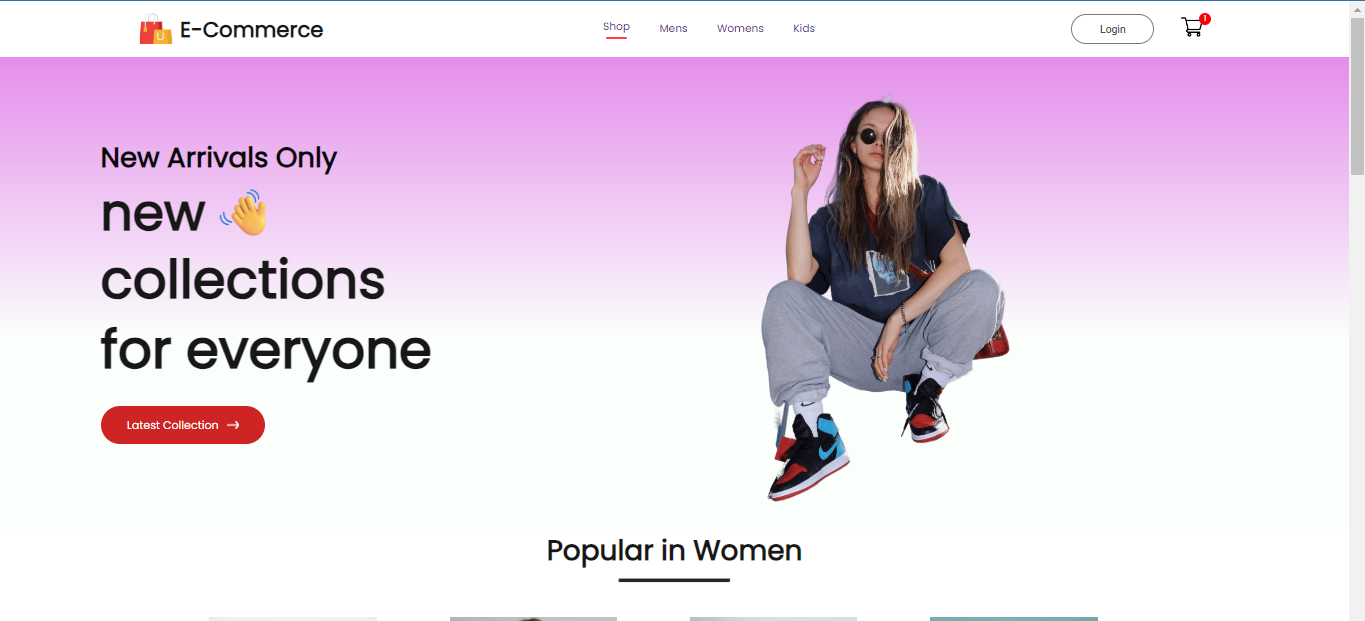 E-Commerce
Shop
Mens
Womens
Kids
Login
1
New Arrivals Only
new 👋
collections
for everyone
Latest Collection →
Popular in Women